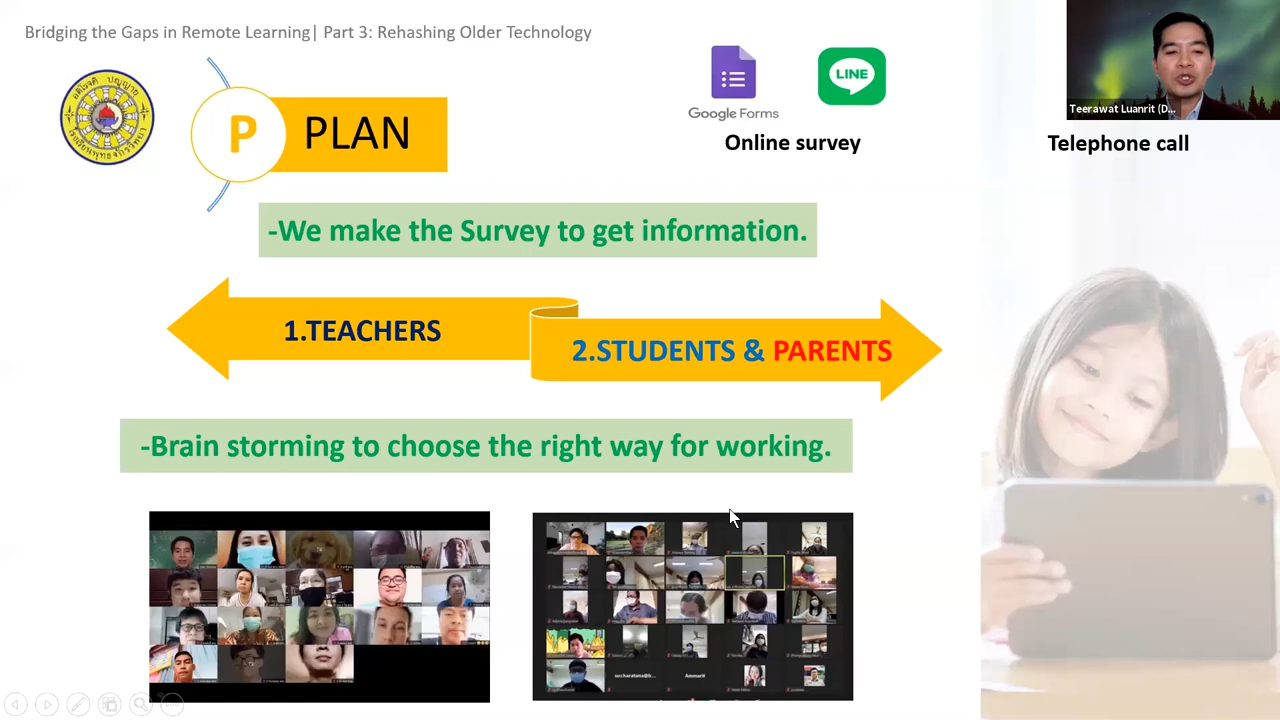 Bridging the Gaps in Remote Learning| Part 3: Rehashing Older Technology
LINE
Google Forms
Teerawat Luanrit (D...
P
PLAN
Online survey
Telephone call
-We make the Survey to get information.
1.TEACHERS
2.STUDENTS & PARENTS
-Brain storming to choose the right way for working.
Ammarit